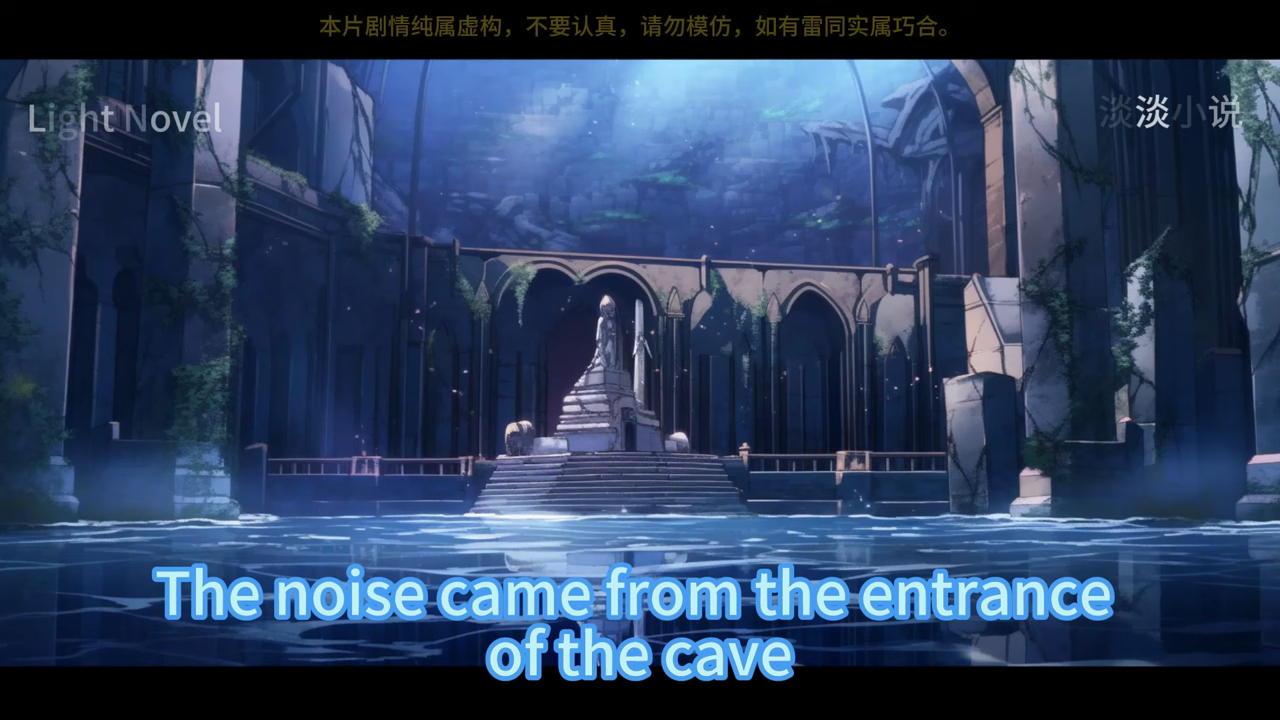 本片剧情纯属虚构，不要认真，请勿模仿，如有雷同实属巧合。
Light Novel
淡淡小说
The noise came from the entrance
of the cave